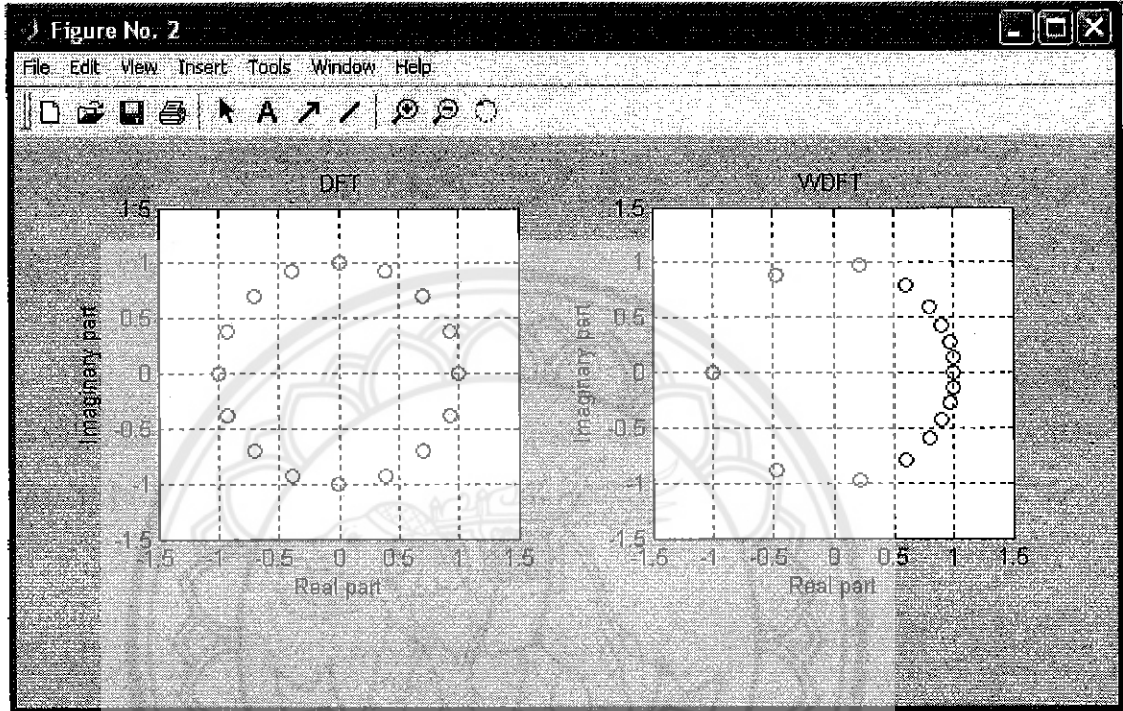 Figure No. 2
File Edit View Insert Tools Window Help
A
DFT
1.5
1
0.5
0
-0.5
-1
-1.5
Imaginary part
-1.5 -1 -0.5 0 0.5 1 1.5
Real part
WDFT
1.5
1
0.5
0
-0.5
-1
-1.5
Imaginary part
-1.5 -1 -0.5 0 0.5 1 1.5
Real part